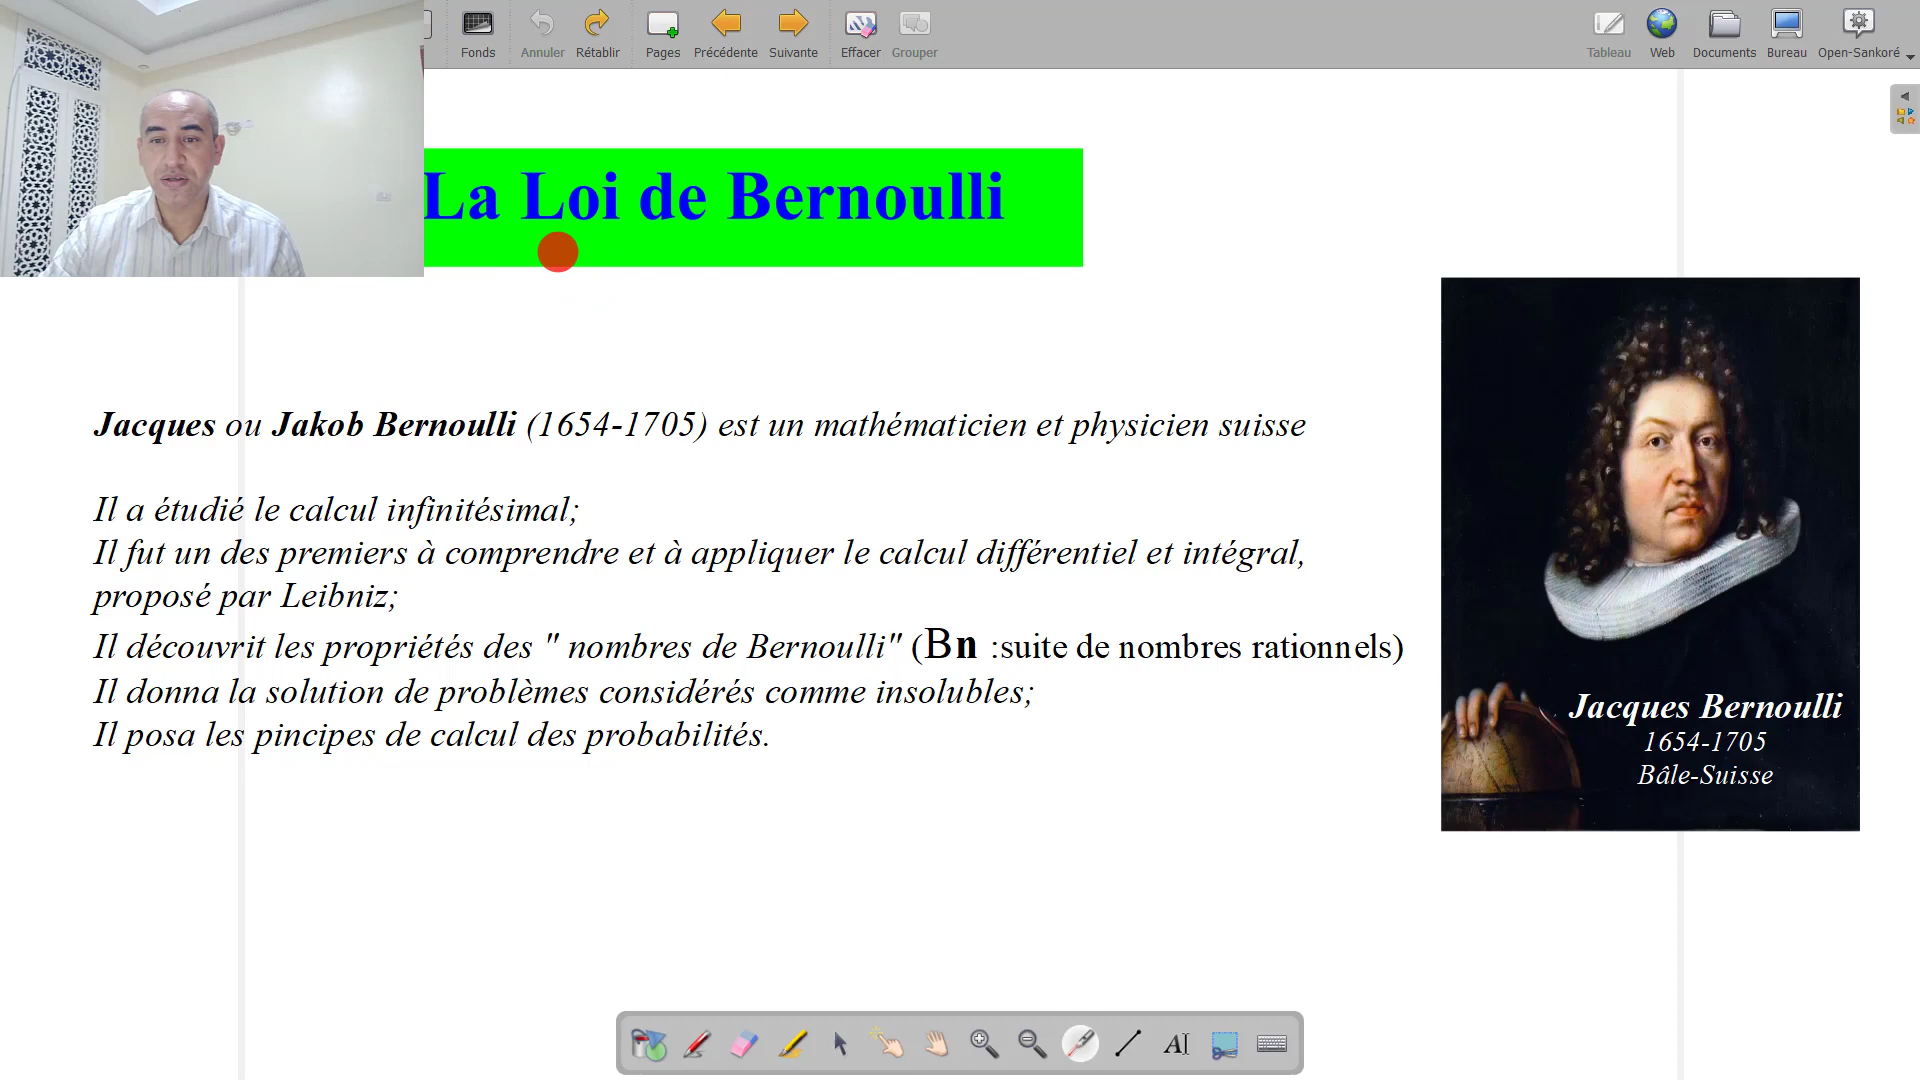 Fonds Annuler Rétablir Pages Précédente Suivante Effacer Grouper Tableau Web Documents Bureau Open-Sankoré
La Loi de Bernoulli
Jacques ou Jakob Bernoulli (1654-1705) est un mathématicien et physicien suisse
Il a étudié le calcul infinitésimal;
Il fut un des premiers à comprendre et à appliquer le calcul différentiel et intégral,
proposé par Leibniz;
Il découvrit les propriétés des " nombres de Bernoulli" (Bn :suite de nombres rationnels)
Il donna la solution de problèmes considérés comme insolubles;
Il posa les pincipes de calcul des probabilités.
Jacques Bernoulli
1654-1705
Bâle-Suisse
AI